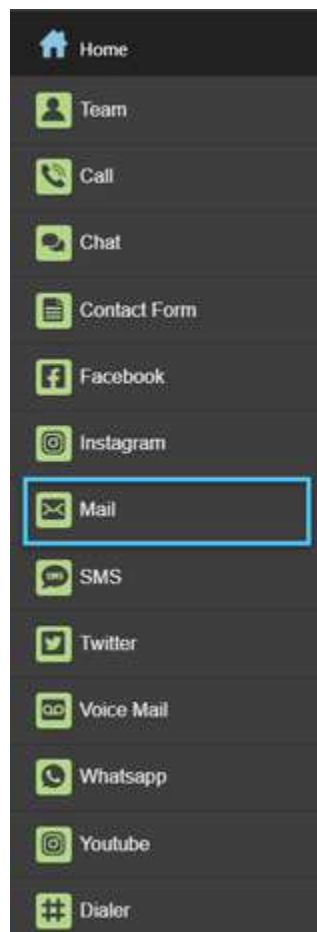 Home
Team
Call
Chat
Contact Form
Facebook
Instagram
Mail
SMS
Twitter
Voice Mail
Whatsapp
Youtube
Dialer